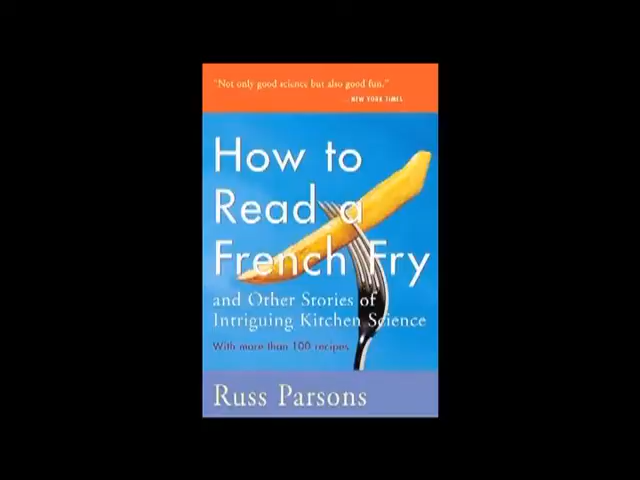 "Not only good science but also good fun."
... NEW YORK TIMES
How to
Read a
French Fry
and Other Stories of
Intriguing Kitchen Science
With more than 100 recipes
Russ Parsons